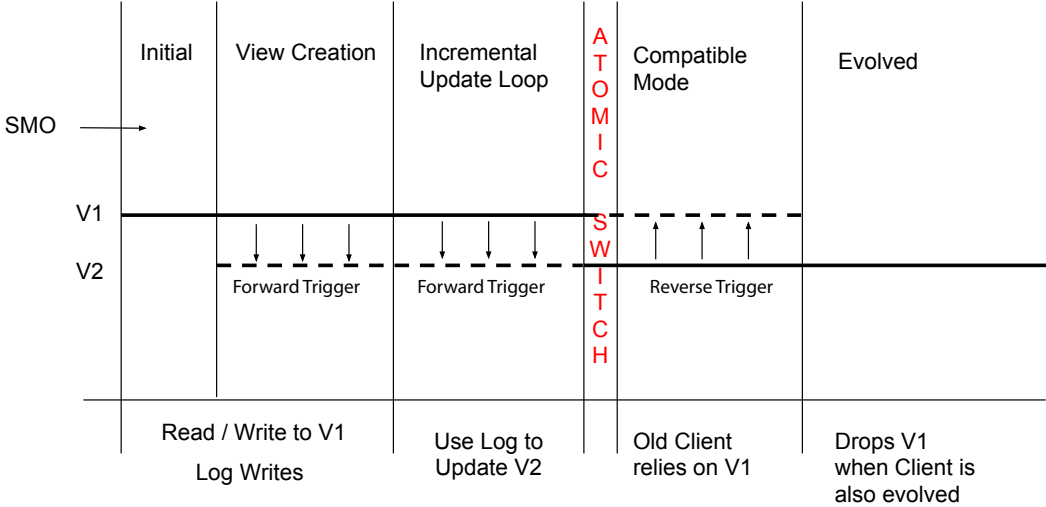 Initial
View Creation
Incremental
Update Loop
ATOMIC SWITCH
Compatible
Mode
Evolved
SMO
V1
V2
Forward Trigger
Forward Trigger
Reverse Trigger
Read / Write to V1
Log Writes
Use Log to
Update V2
Old Client
relies on V1
Drops V1
when Client is
also evolved